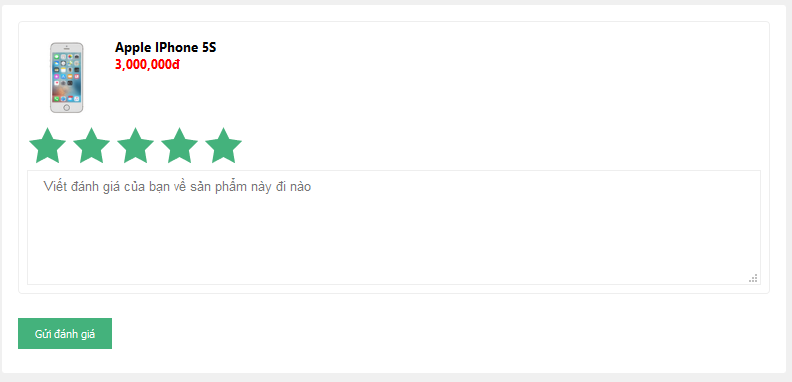 Apple IPhone 5S
3,000,000đ
Viết đánh giá của bạn về sản phẩm này đi nào
Gửi đánh giá